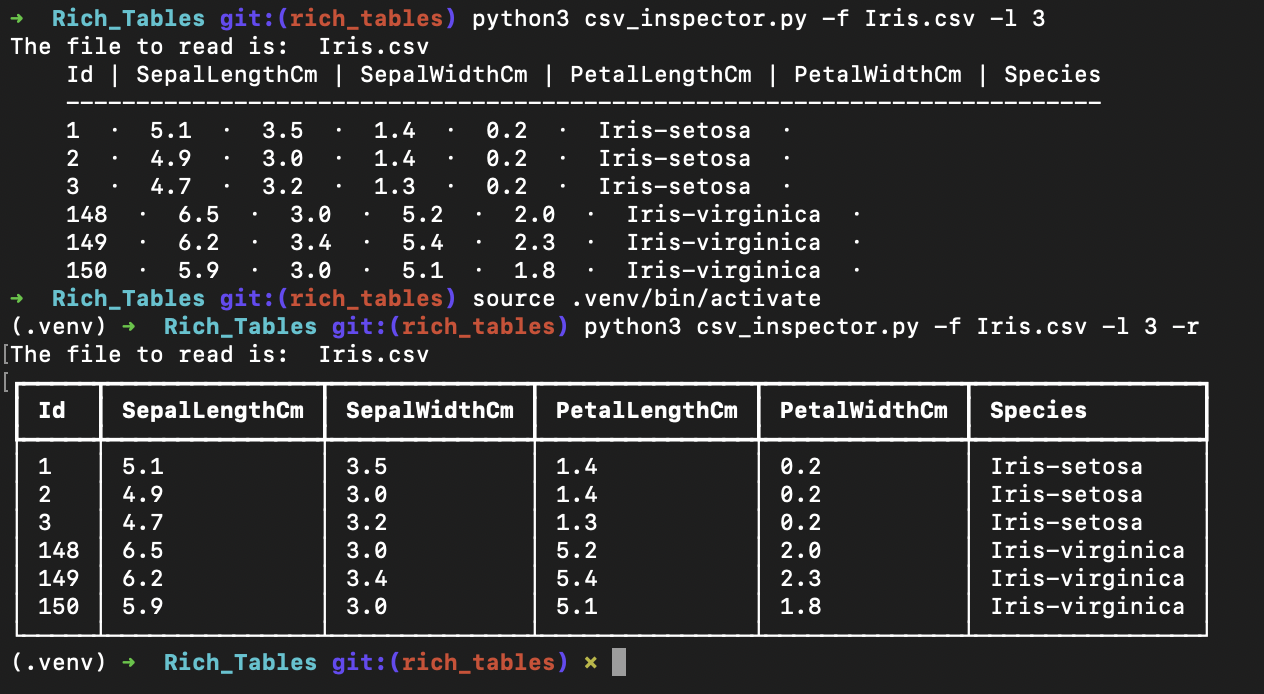 ➜  Rich_Tables git:(rich_tables) python3 csv_inspector.py -f Iris.csv -l 3
The file to read is:  Iris.csv
    Id | SepalLengthCm | SepalWidthCm | PetalLengthCm | PetalWidthCm | Species
    --------------------------------------------------------------------------
    1  ·  5.1  ·  3.5  ·  1.4  ·  0.2  ·  Iris-setosa  ·
    2  ·  4.9  ·  3.0  ·  1.4  ·  0.2  ·  Iris-setosa  ·
    3  ·  4.7  ·  3.2  ·  1.3  ·  0.2  ·  Iris-setosa  ·
    148  ·  6.5  ·  3.0  ·  5.2  ·  2.0  ·  Iris-virginica  ·
    149  ·  6.2  ·  3.4  ·  5.4  ·  2.3  ·  Iris-virginica  ·
    150  ·  5.9  ·  3.0  ·  5.1  ·  1.8  ·  Iris-virginica  ·
➜  Rich_Tables git:(rich_tables) source .venv/bin/activate
(.venv) ➜  Rich_Tables git:(rich_tables) python3 csv_inspector.py -f Iris.csv -l 3 -r
[The file to read is:  Iris.csv
[
Id SepalLengthCm SepalWidthCm PetalLengthCm PetalWidthCm Species
1 5.1 3.5 1.4 0.2 Iris-setosa
2 4.9 3.0 1.4 0.2 Iris-setosa
3 4.7 3.2 1.3 0.2 Iris-setosa
148 6.5 3.0 5.2 2.0 Iris-virginica
149 6.2 3.4 5.4 2.3 Iris-virginica
150 5.9 3.0 5.1 1.8 Iris-virginica
(.venv) ➜  Rich_Tables git:(rich_tables) ✗